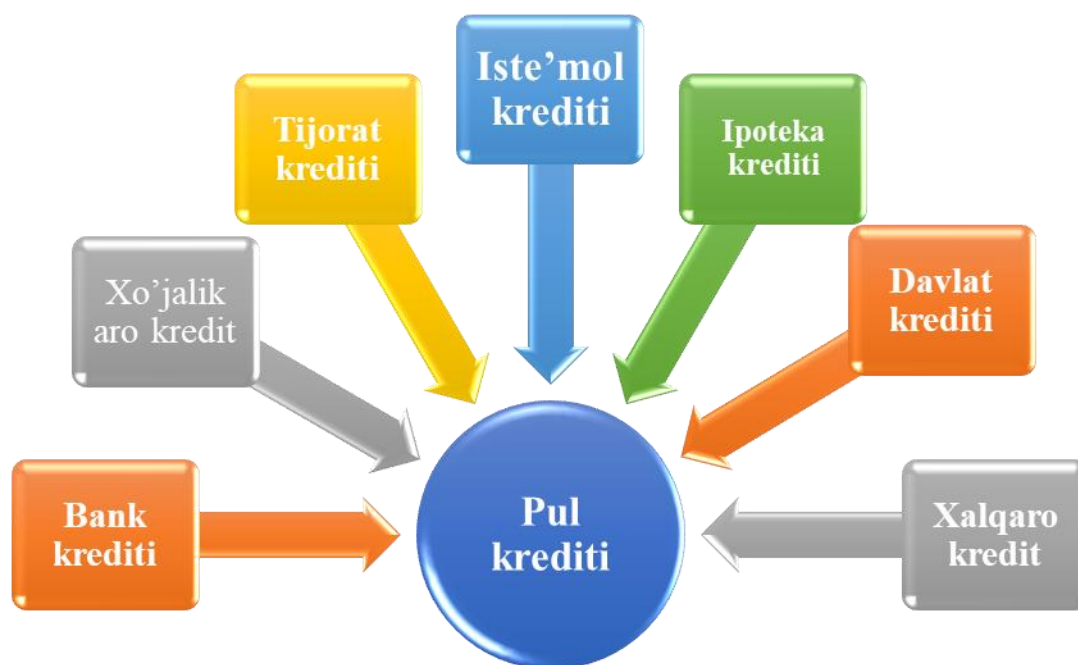 Iste’mol
krediti
Tijorat
krediti
Ipoteka
krediti
Xo’jalik
aro kredit
Davlat
krediti
Bank
krediti
Pul
krediti
Xalqaro
kredit